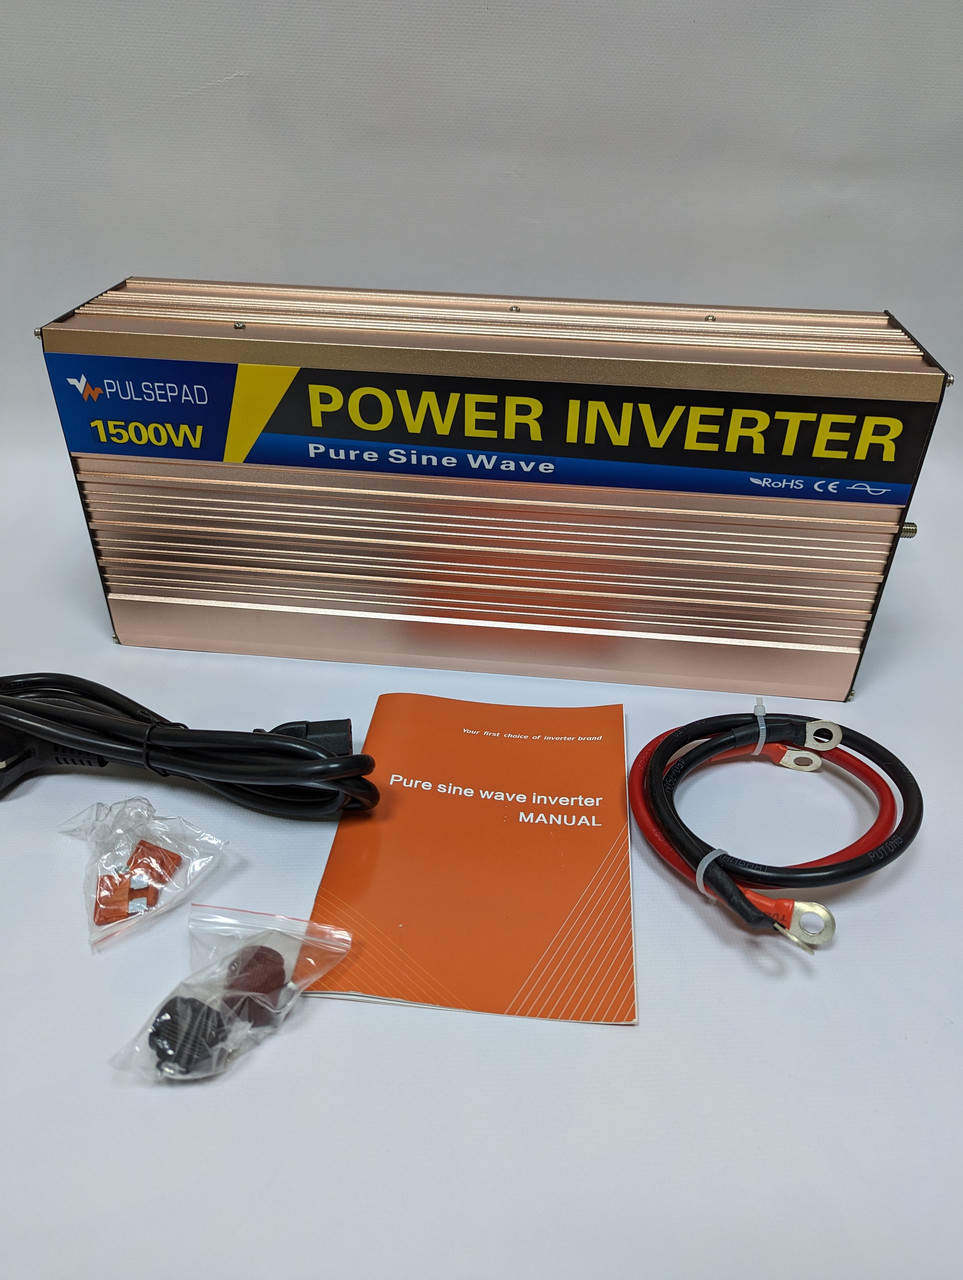 PULSEPAD
1500W
POWER INVERTER
Pure Sine Wave
RoHS CE
Your first choice of inverter brand
Pure sine wave inverter
MANUAL